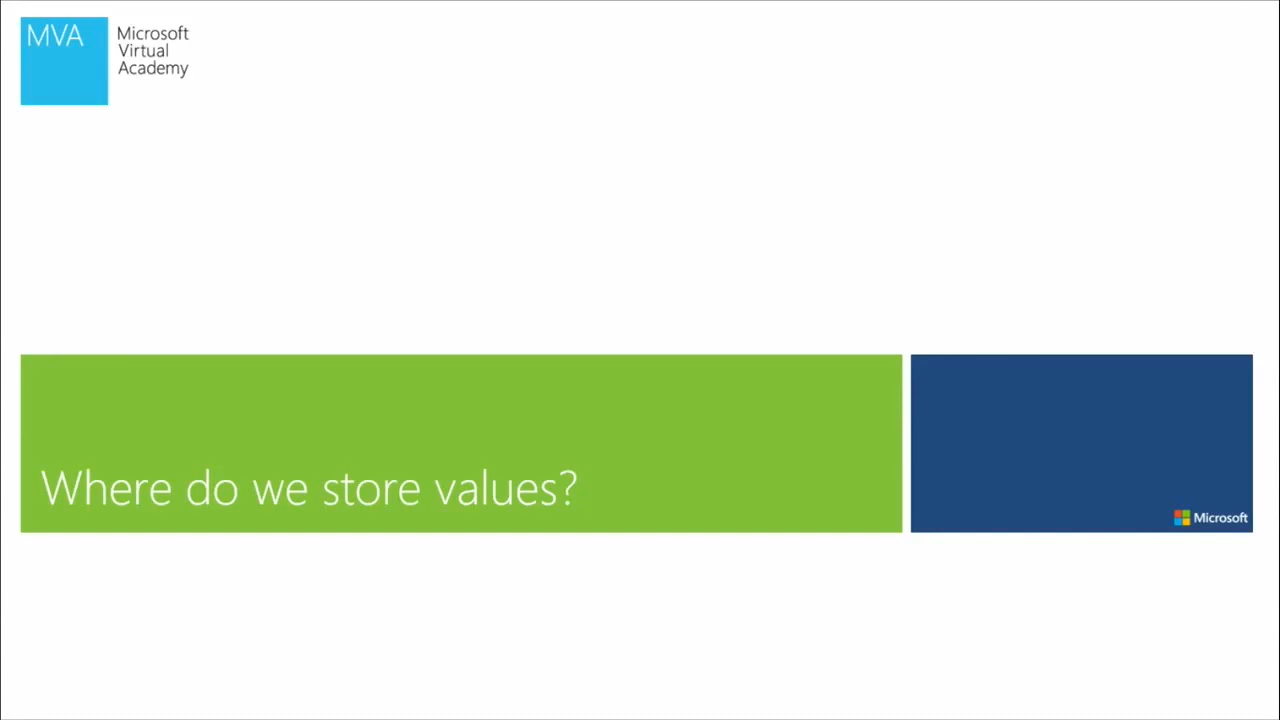 MVA
Microsoft
Virtual
Academy
Where do we store values?
Microsoft